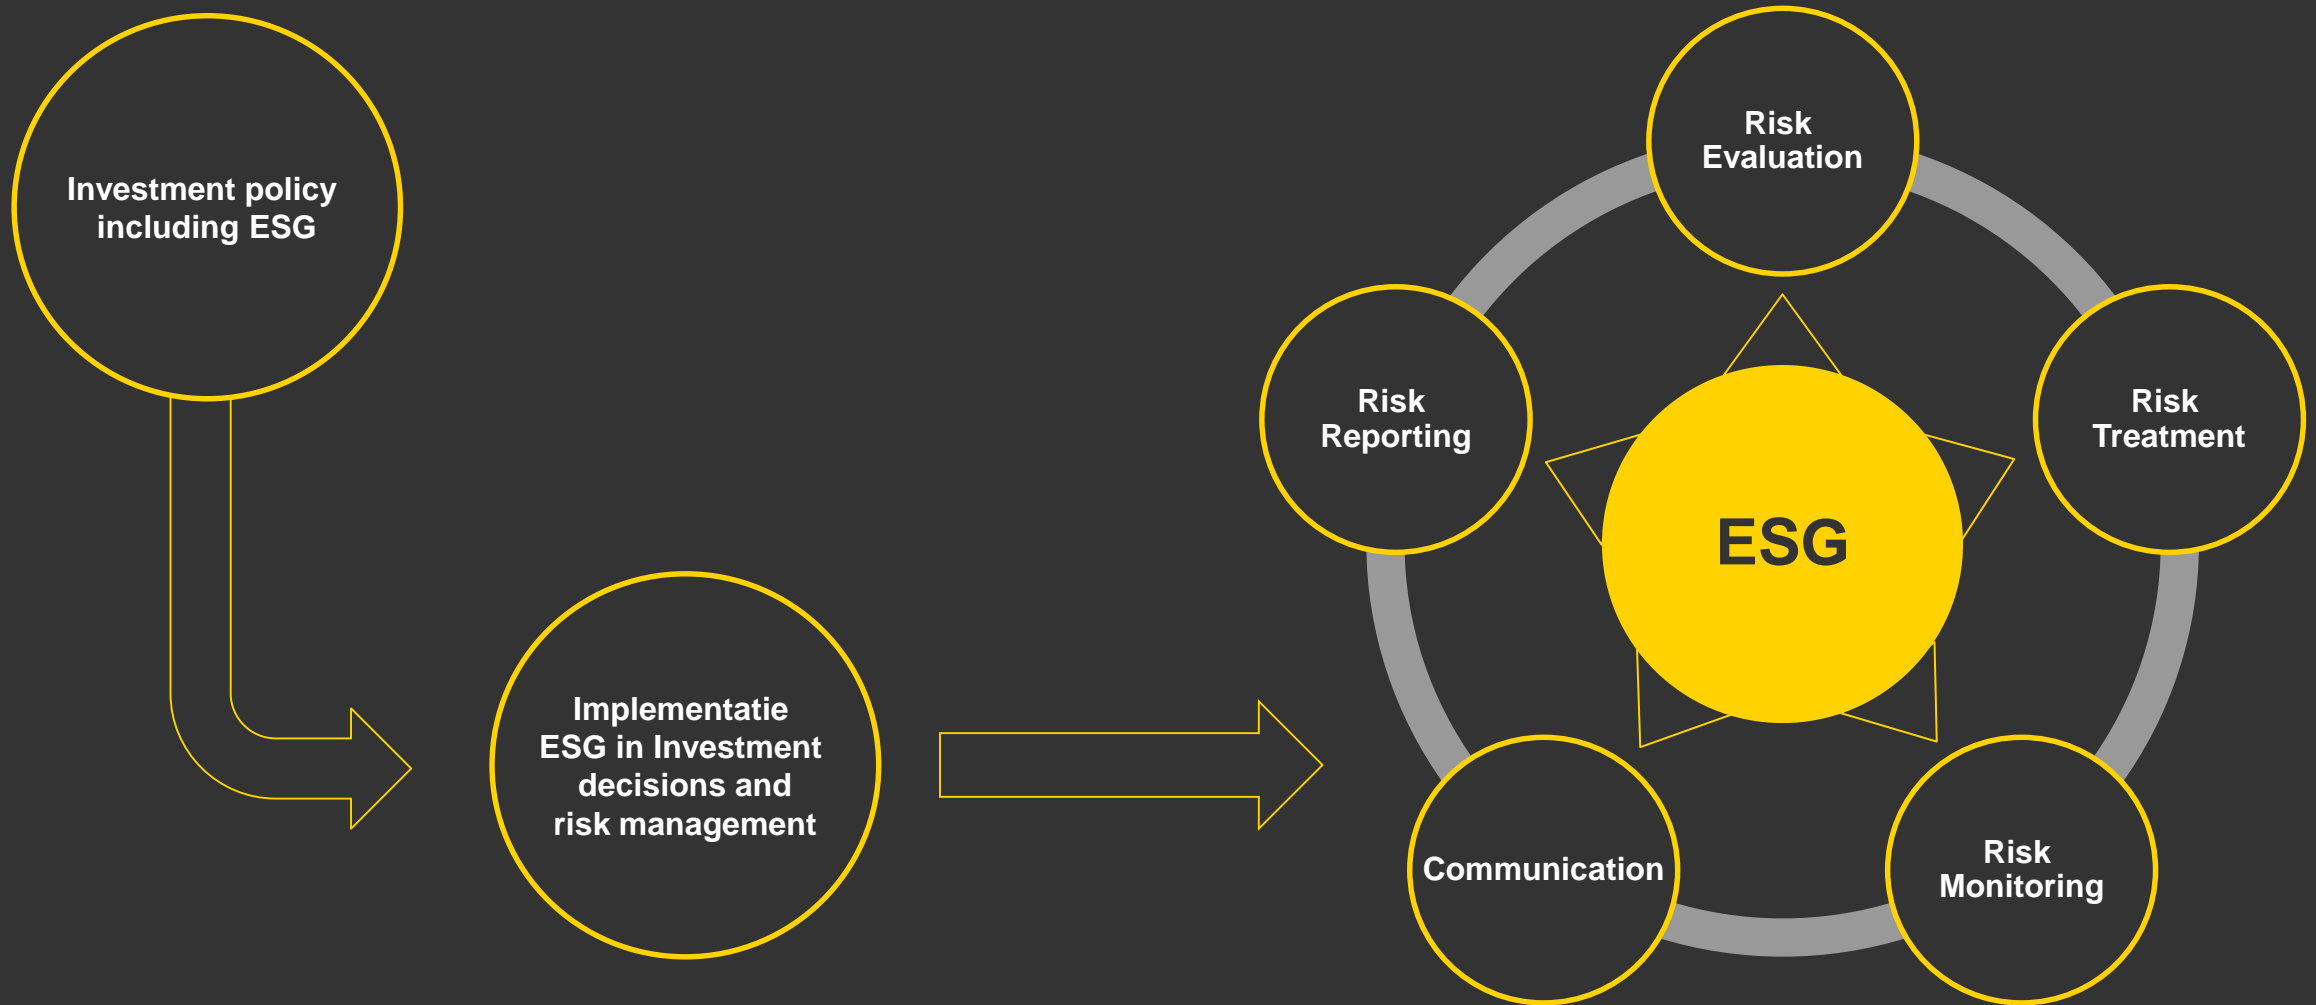 Investment policy
including ESG
Implementatie
ESG in Investment
decisions and
risk management
Risk
Evaluation
Risk
Treatment
Risk
Monitoring
Communication
Risk
Reporting
ESG